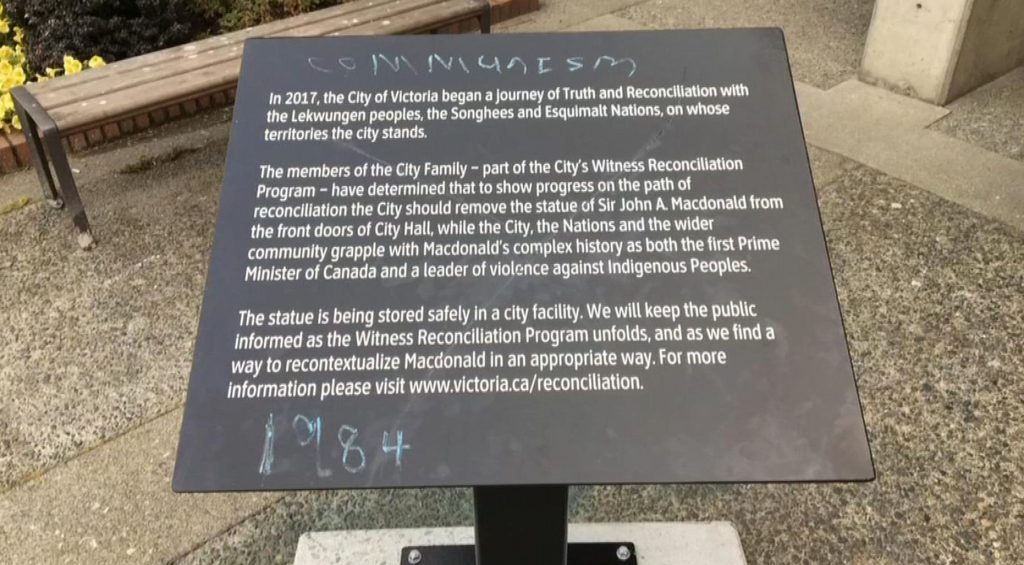 COMMUNISM
In 2017, the City of Victoria began a journey of Truth and Reconciliation with
the Lekwungen peoples, the Songhees and Esquimalt Nations, on whose
territories the city stands.
The members of the City Family – part of the City's Witness Reconciliation
Program – have determined that to show progress on the path of
reconciliation the City should remove the statue of Sir John A. Macdonald from
the front doors of City Hall, while the City, the Nations and the wider
community grapple with Macdonald's complex history as both the first Prime
Minister of Canada and a leader of violence against Indigenous Peoples.
The statue is being stored safely in a city facility. We will keep the public
informed as the Witness Reconciliation Program unfolds, and as we find a
way to recontextualize Macdonald in an appropriate way. For more
information please visit www.victoria.ca/reconciliation.
1984